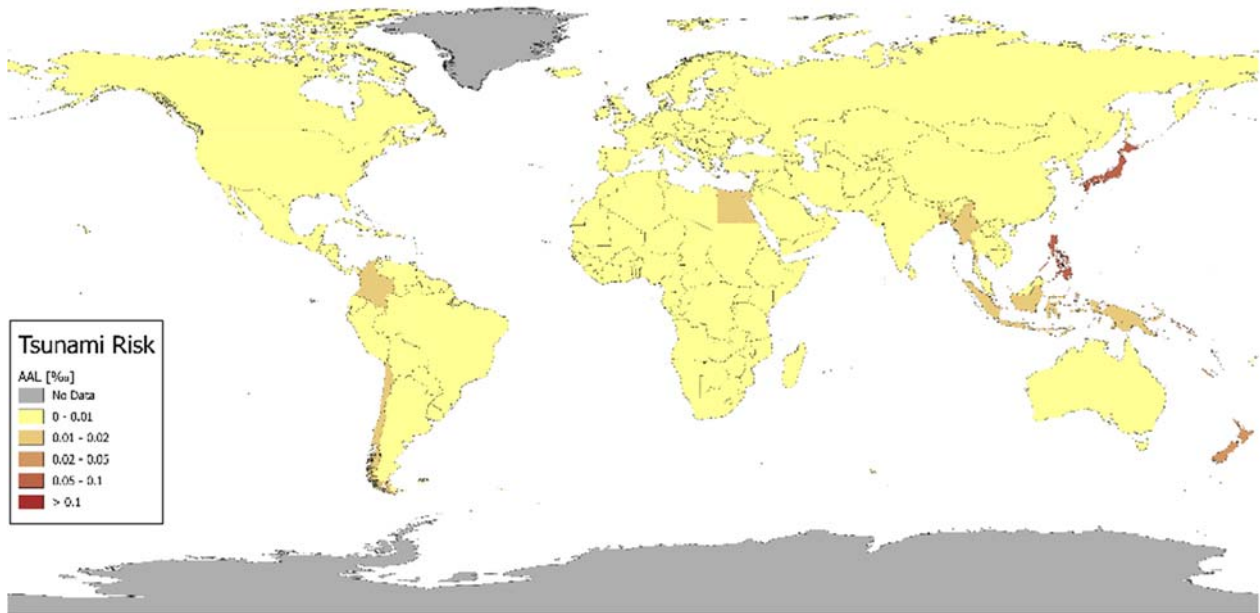 Tsunami Risk
AAL [‰]
No Data
0 - 0.01
0.01 - 0.02
0.02 - 0.05
0.05 - 0.1
> 0.1